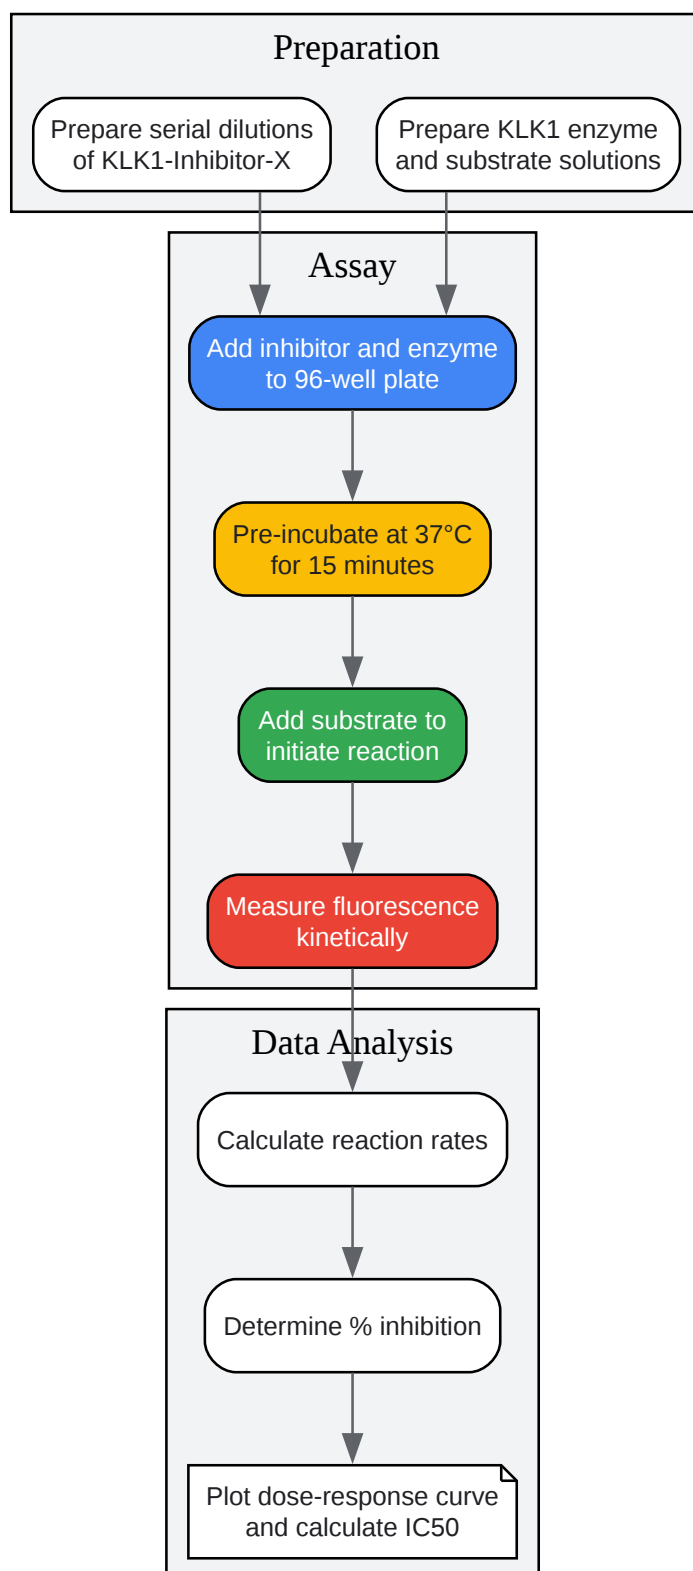 Preparation
Prepare serial dilutions
of KLK1-Inhibitor-X
Prepare KLK1 enzyme
and substrate solutions
Assay
Add inhibitor and enzyme
to 96-well plate
Pre-incubate at 37°C
for 15 minutes
Add substrate to
initiate reaction
Measure fluorescence
kinetically
Data Analysis
Calculate reaction rates
Determine % inhibition
Plot dose-response curve
and calculate IC50